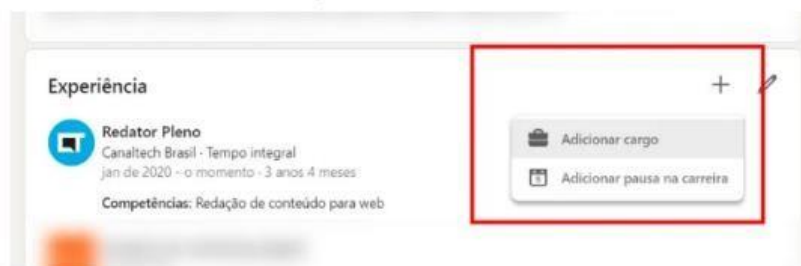 Experiência
Redator Pleno
Canaltech Brasil · Tempo integral
jan de 2020 - o momento · 3 anos 4 meses
Competências: Redação de conteúdo para web
Adicionar cargo
Adicionar pausa na carreira